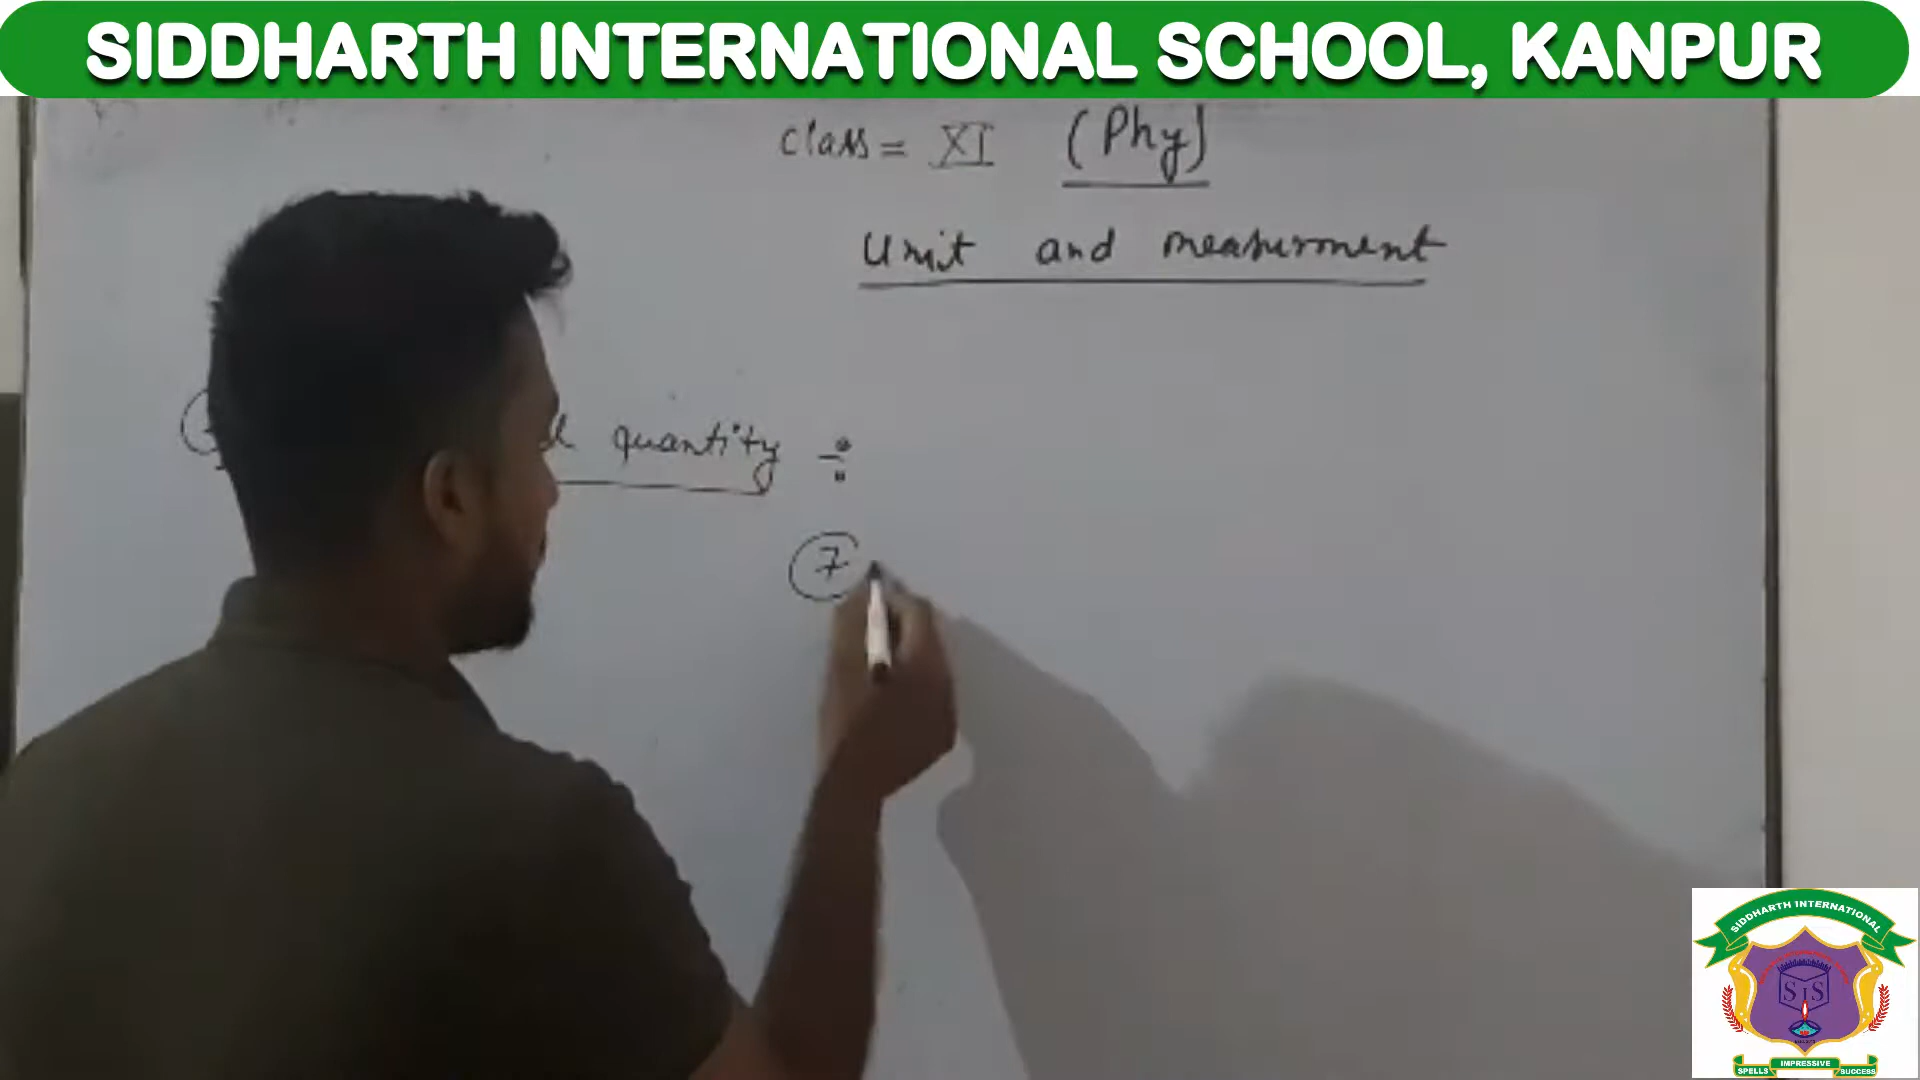 SIDDHARTH INTERNATIONAL SCHOOL, KANPUR
Class = XI (Phy)
Unit and measurment
quantity ÷
7
SIDDHARTH INTERNATIONAL
SIS
SPELLS IMPRESSIVE SUCCESS